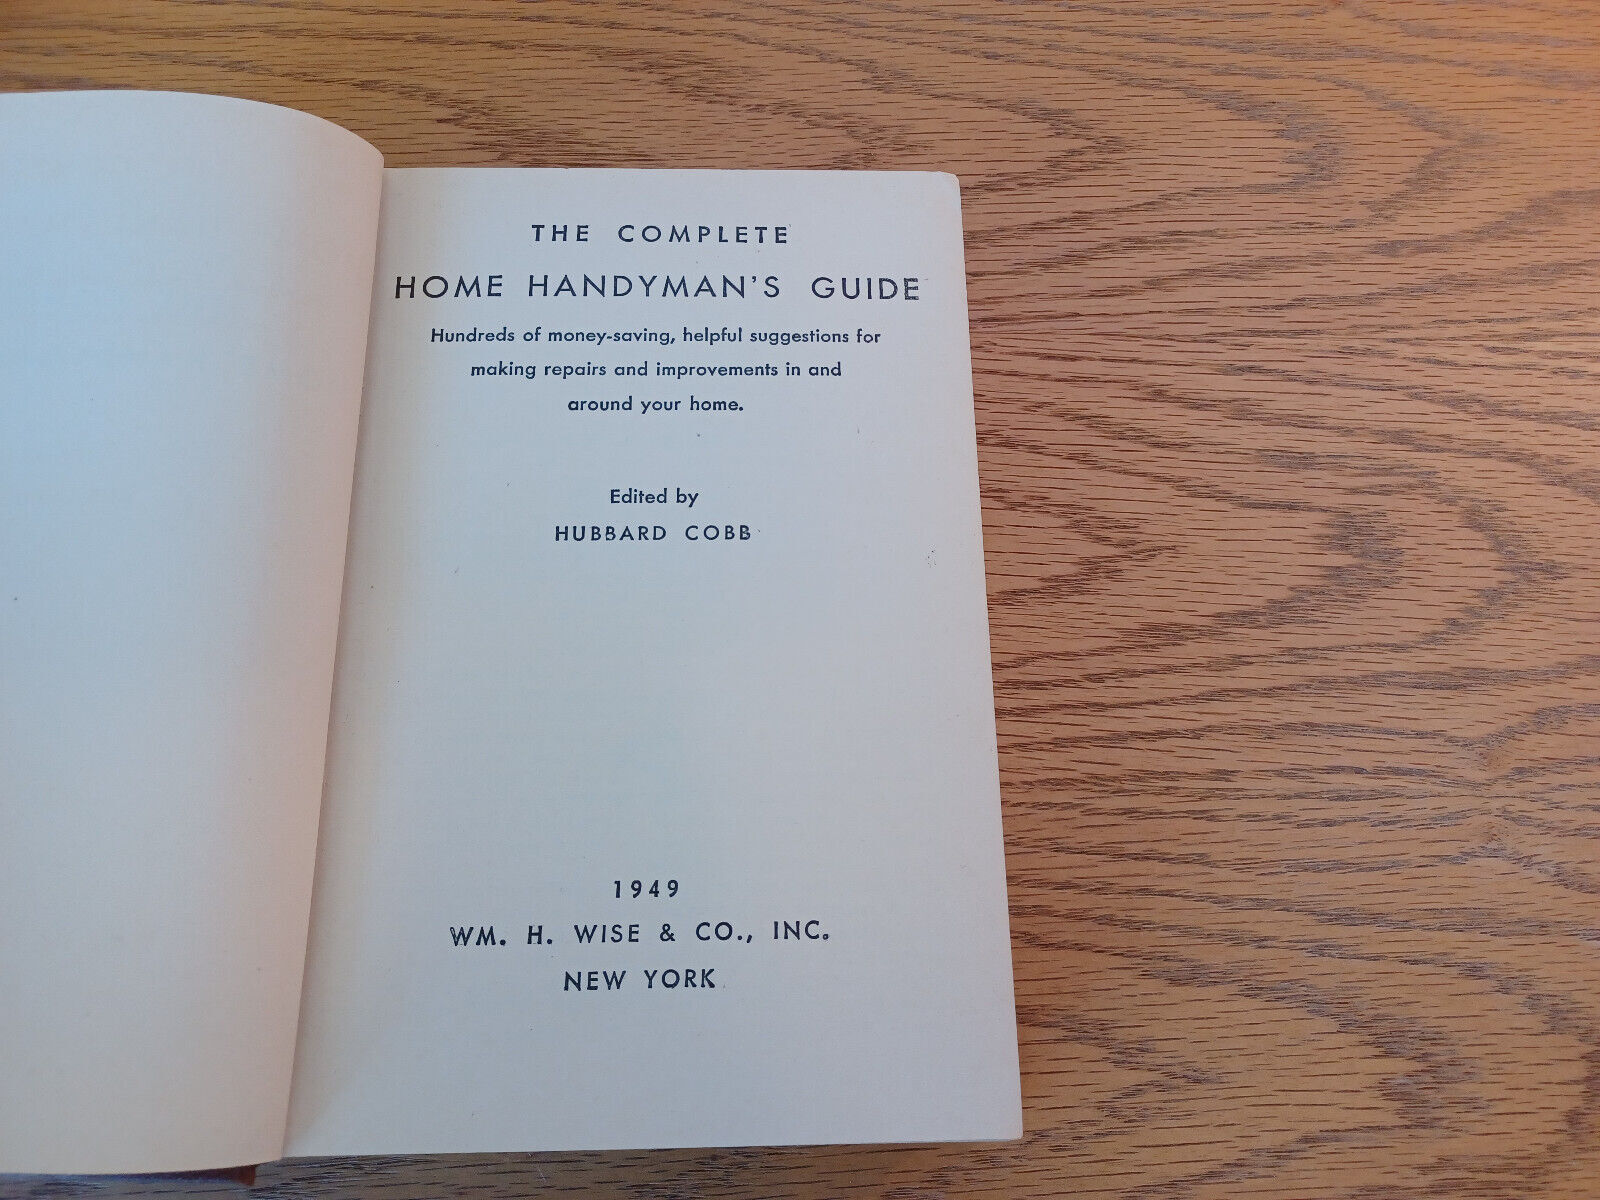 THE COMPLETE
HOME HANDYMAN'S GUIDE
Hundreds of money-saving, helpful suggestions for
making repairs and improvements in and
around your home.
Edited by
HUBBARD COBB
1949
WM. H. WISE & CO., INC.
NEW YORK